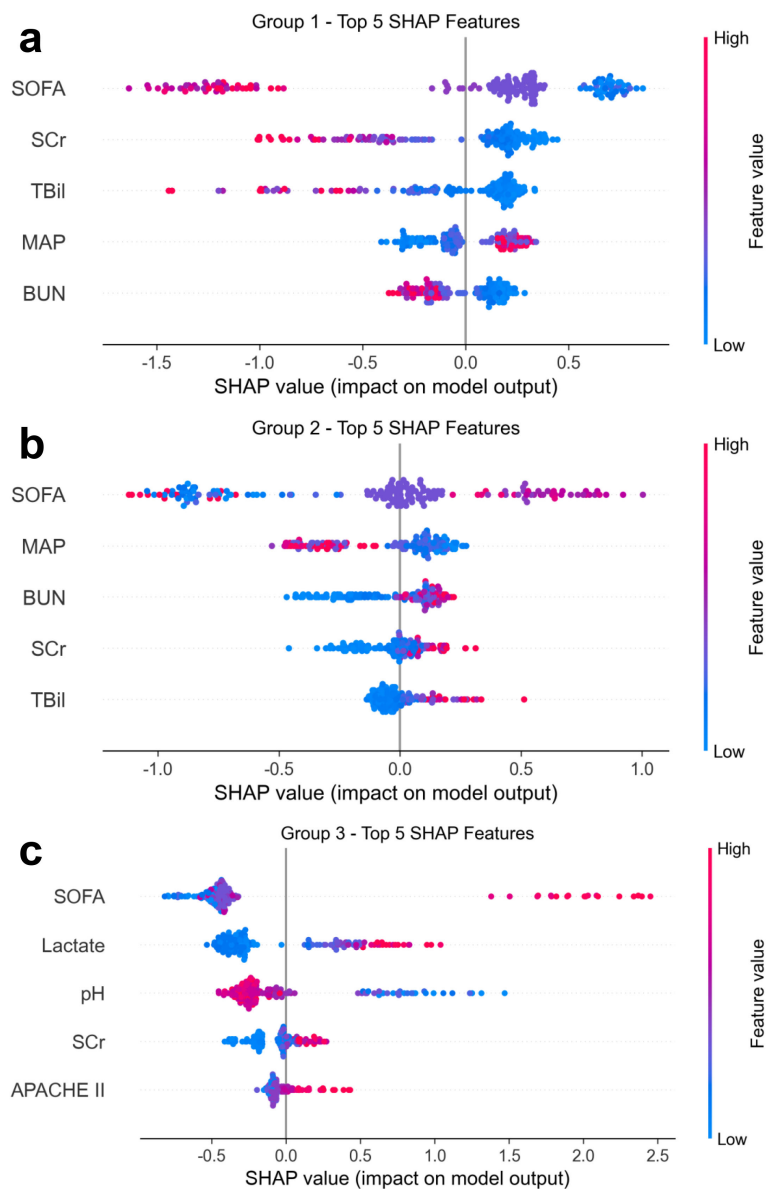 a
Group 1 - Top 5 SHAP Features
High
SOFA
SCr
TBil
MAP
BUN
Feature value
Low
-1.5 -1.0 -0.5 0.0 0.5
SHAP value (impact on model output)
b
Group 2 - Top 5 SHAP Features
High
SOFA
MAP
BUN
SCr
TBil
Feature value
Low
-1.0 -0.5 0.0 0.5 1.0
SHAP value (impact on model output)
c
Group 3 - Top 5 SHAP Features
High
SOFA
Lactate
pH
SCr
APACHE II
Feature value
Low
-0.5 0.0 0.5 1.0 1.5 2.0 2.5
SHAP value (impact on model output)